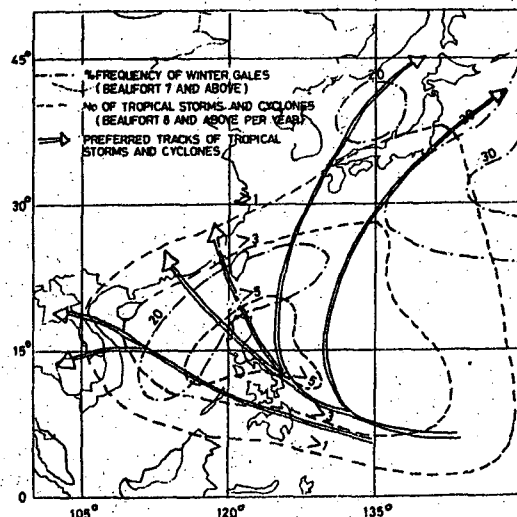 45°
%FREQUENCY OF WINTER GALES
(BEAUFORT 7 AND ABOVE)
No OF TROPICAL STORMS AND CYCLONES
(BEAUFORT 8 AND ABOVE PER YEAR)
PREFERRED TRACKS OF TROPICAL
STORMS AND CYCLONES
20
30
30°
>1
>3
>5
20
20
15°
>5
>3
>1
0
105°
120°
135°